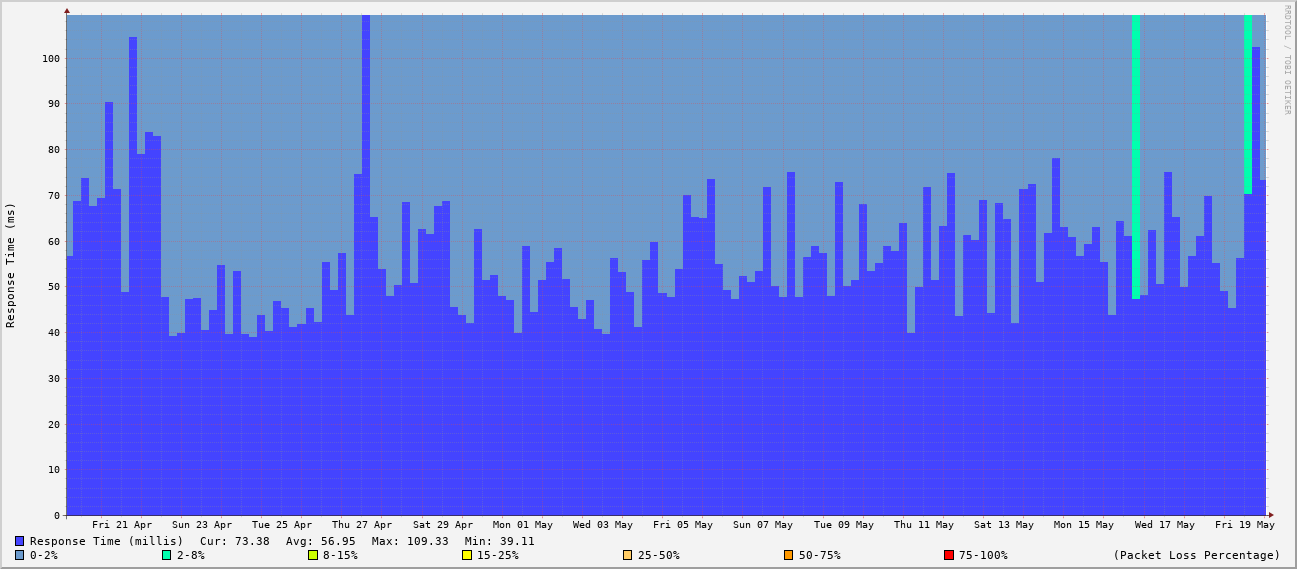 RRDTOOL / TOBI OETIKER
Response Time (ms)
100
90
80
70
60
50
40
30
20
10
0
Fri 21 Apr Sun 23 Apr Tue 25 Apr Thu 27 Apr Sat 29 Apr Mon 01 May Wed 03 May Fri 05 May Sun 07 May Tue 09 May Thu 11 May Sat 13 May Mon 15 May Wed 17 May Fri 19 May
Response Time (millis) Cur: 73.38 Avg: 56.95 Max: 109.33 Min: 39.11
0-2% 2-8% 8-15% 15-25% 25-50% 50-75% 75-100% (Packet Loss Percentage)